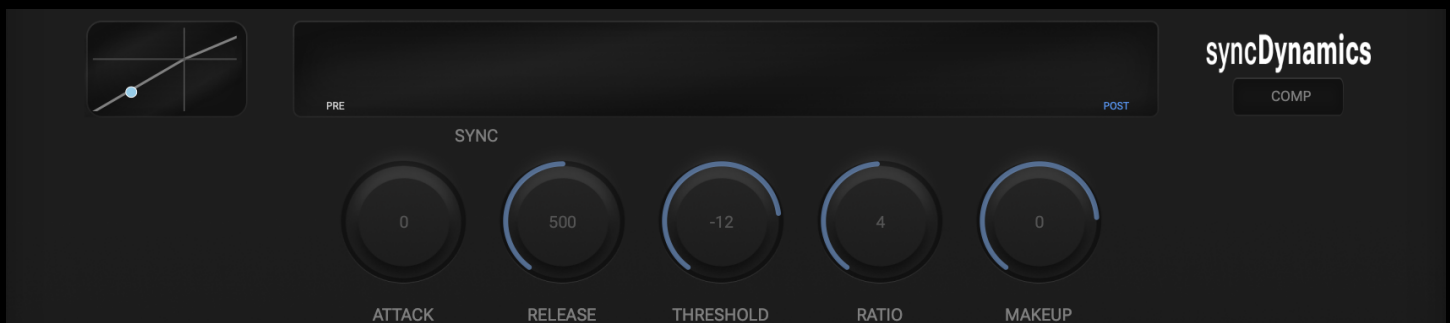 syncDynamics
COMP
PRE
POST
SYNC
0
500
-12
4
0
ATTACK
RELEASE
THRESHOLD
RATIO
MAKEUP